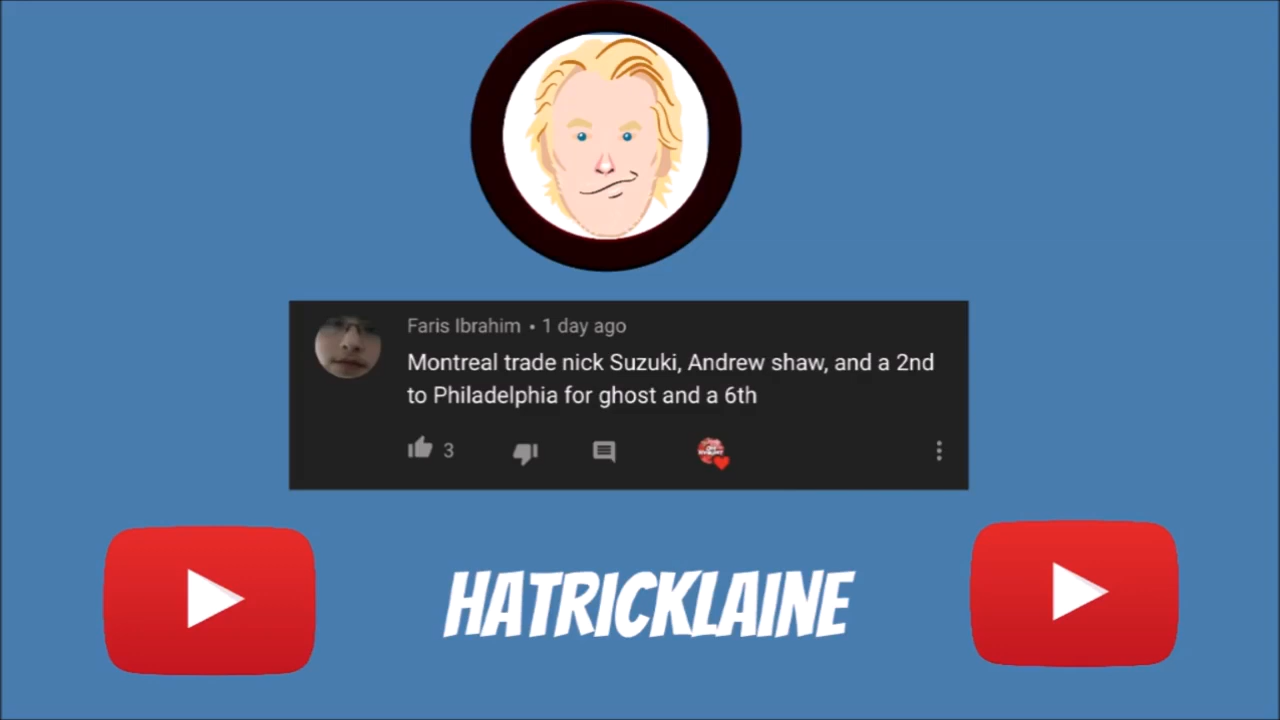 Faris Ibrahim • 1 day ago
Montreal trade nick Suzuki, Andrew shaw, and a 2nd
to Philadelphia for ghost and a 6th
3
HATRICKLAINE